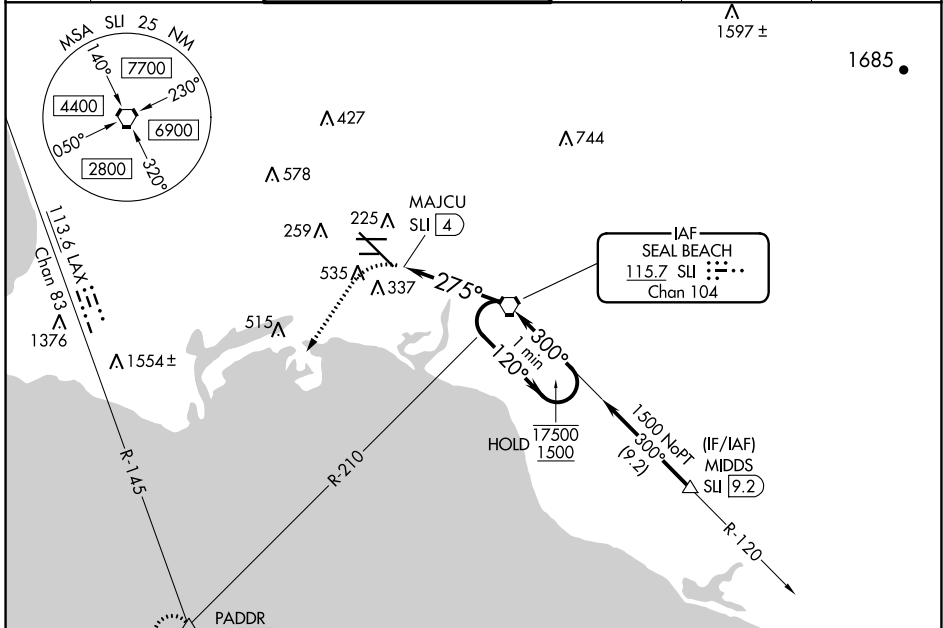 MSA SLI 25 NM
140°
7700
230°
4400
6900
050°
2800
320°
1597 ±
1685
427
744
578
MAJCU
SLI 4
225
259
IAF
SEAL BEACH
115.7 SLI
Chan 104
535
337
275°
113.6 LAX
Chan 83
515
1376
1554 ±
300°
1 min
120°
HOLD 17500
1500
1500 NoPT
300°
(9.2)
(IF/IAF)
MIDDS
SLI 9.2
R-145
R-210
R-120
PADDR